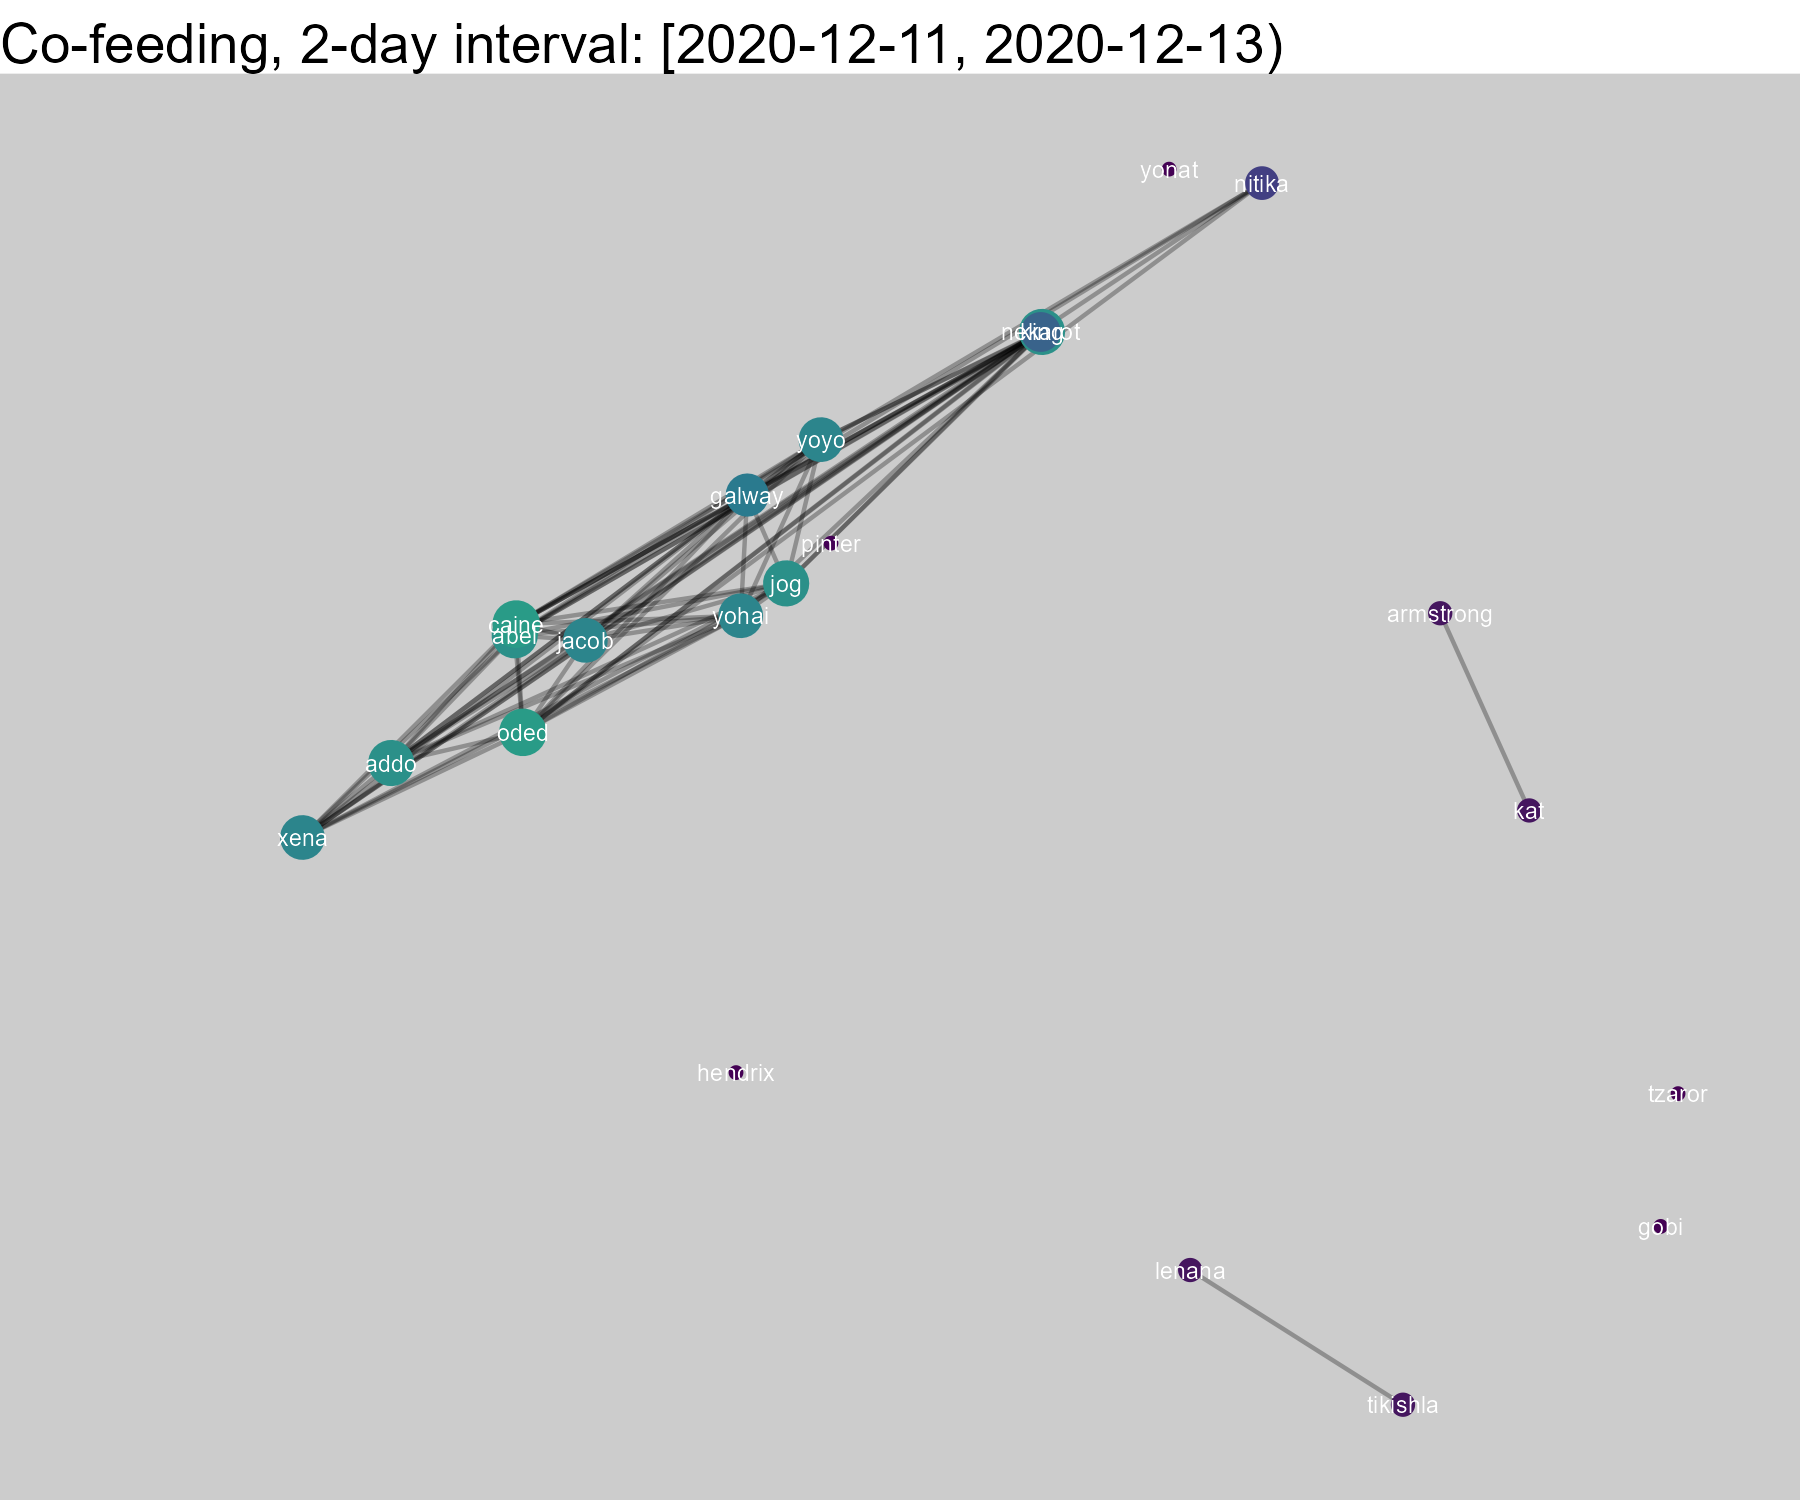 Co-feeding, 2-day interval: [2020-12-11, 2020-12-13)
yonat
nitika
yoyo
galway
pinter
jog
armstrong
yohai
caine
abel
jacob
oded
addo
kat
xena
hendrix
tzaror
gobi
lenana
tikishla